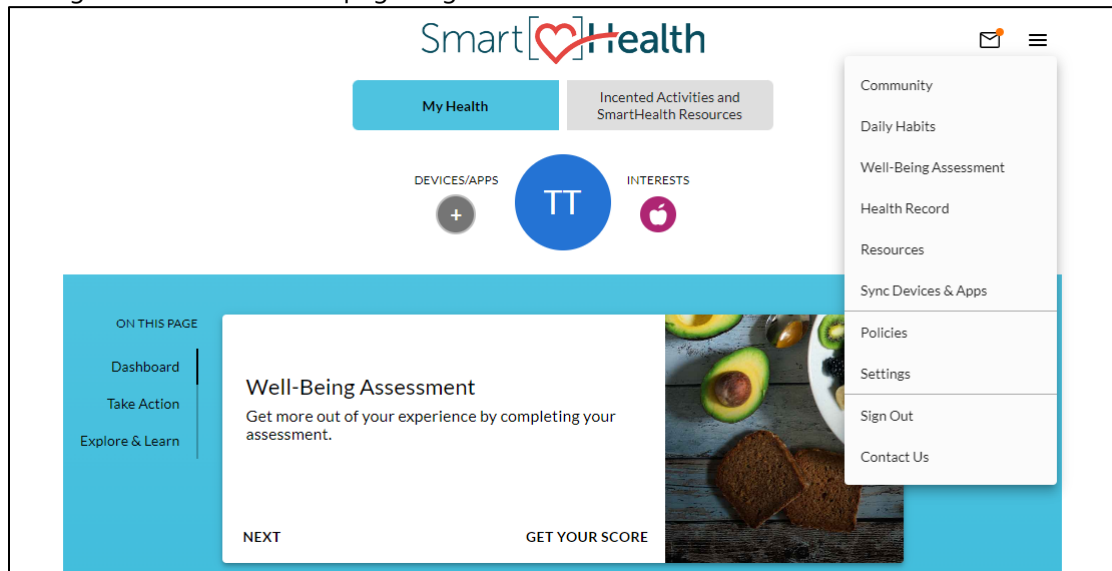 Smart[ ]Health
My Health
Incented Activities and
SmartHealth Resources
DEVICES/APPS
+
TT
INTERESTS
Community
Daily Habits
Well-Being Assessment
Health Record
Resources
Sync Devices & Apps
Policies
Settings
Sign Out
Contact Us
ON THIS PAGE
Dashboard
Take Action
Explore & Learn
Well-Being Assessment
Get more out of your experience by completing your
assessment.
NEXT
GET YOUR SCORE